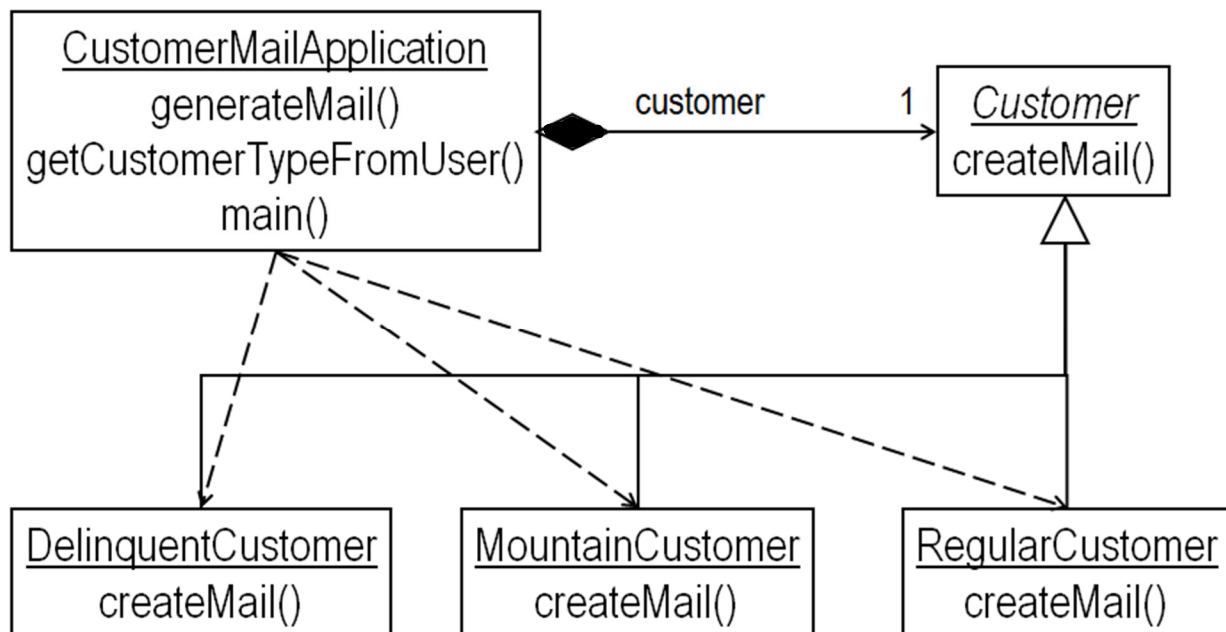 CustomerMailApplication
generateMail()
getCustomerTypeFromUser()
main()
customer
1
Customer
createMail()
DelinquentCustomer
createMail()
MountainCustomer
createMail()
RegularCustomer
createMail()